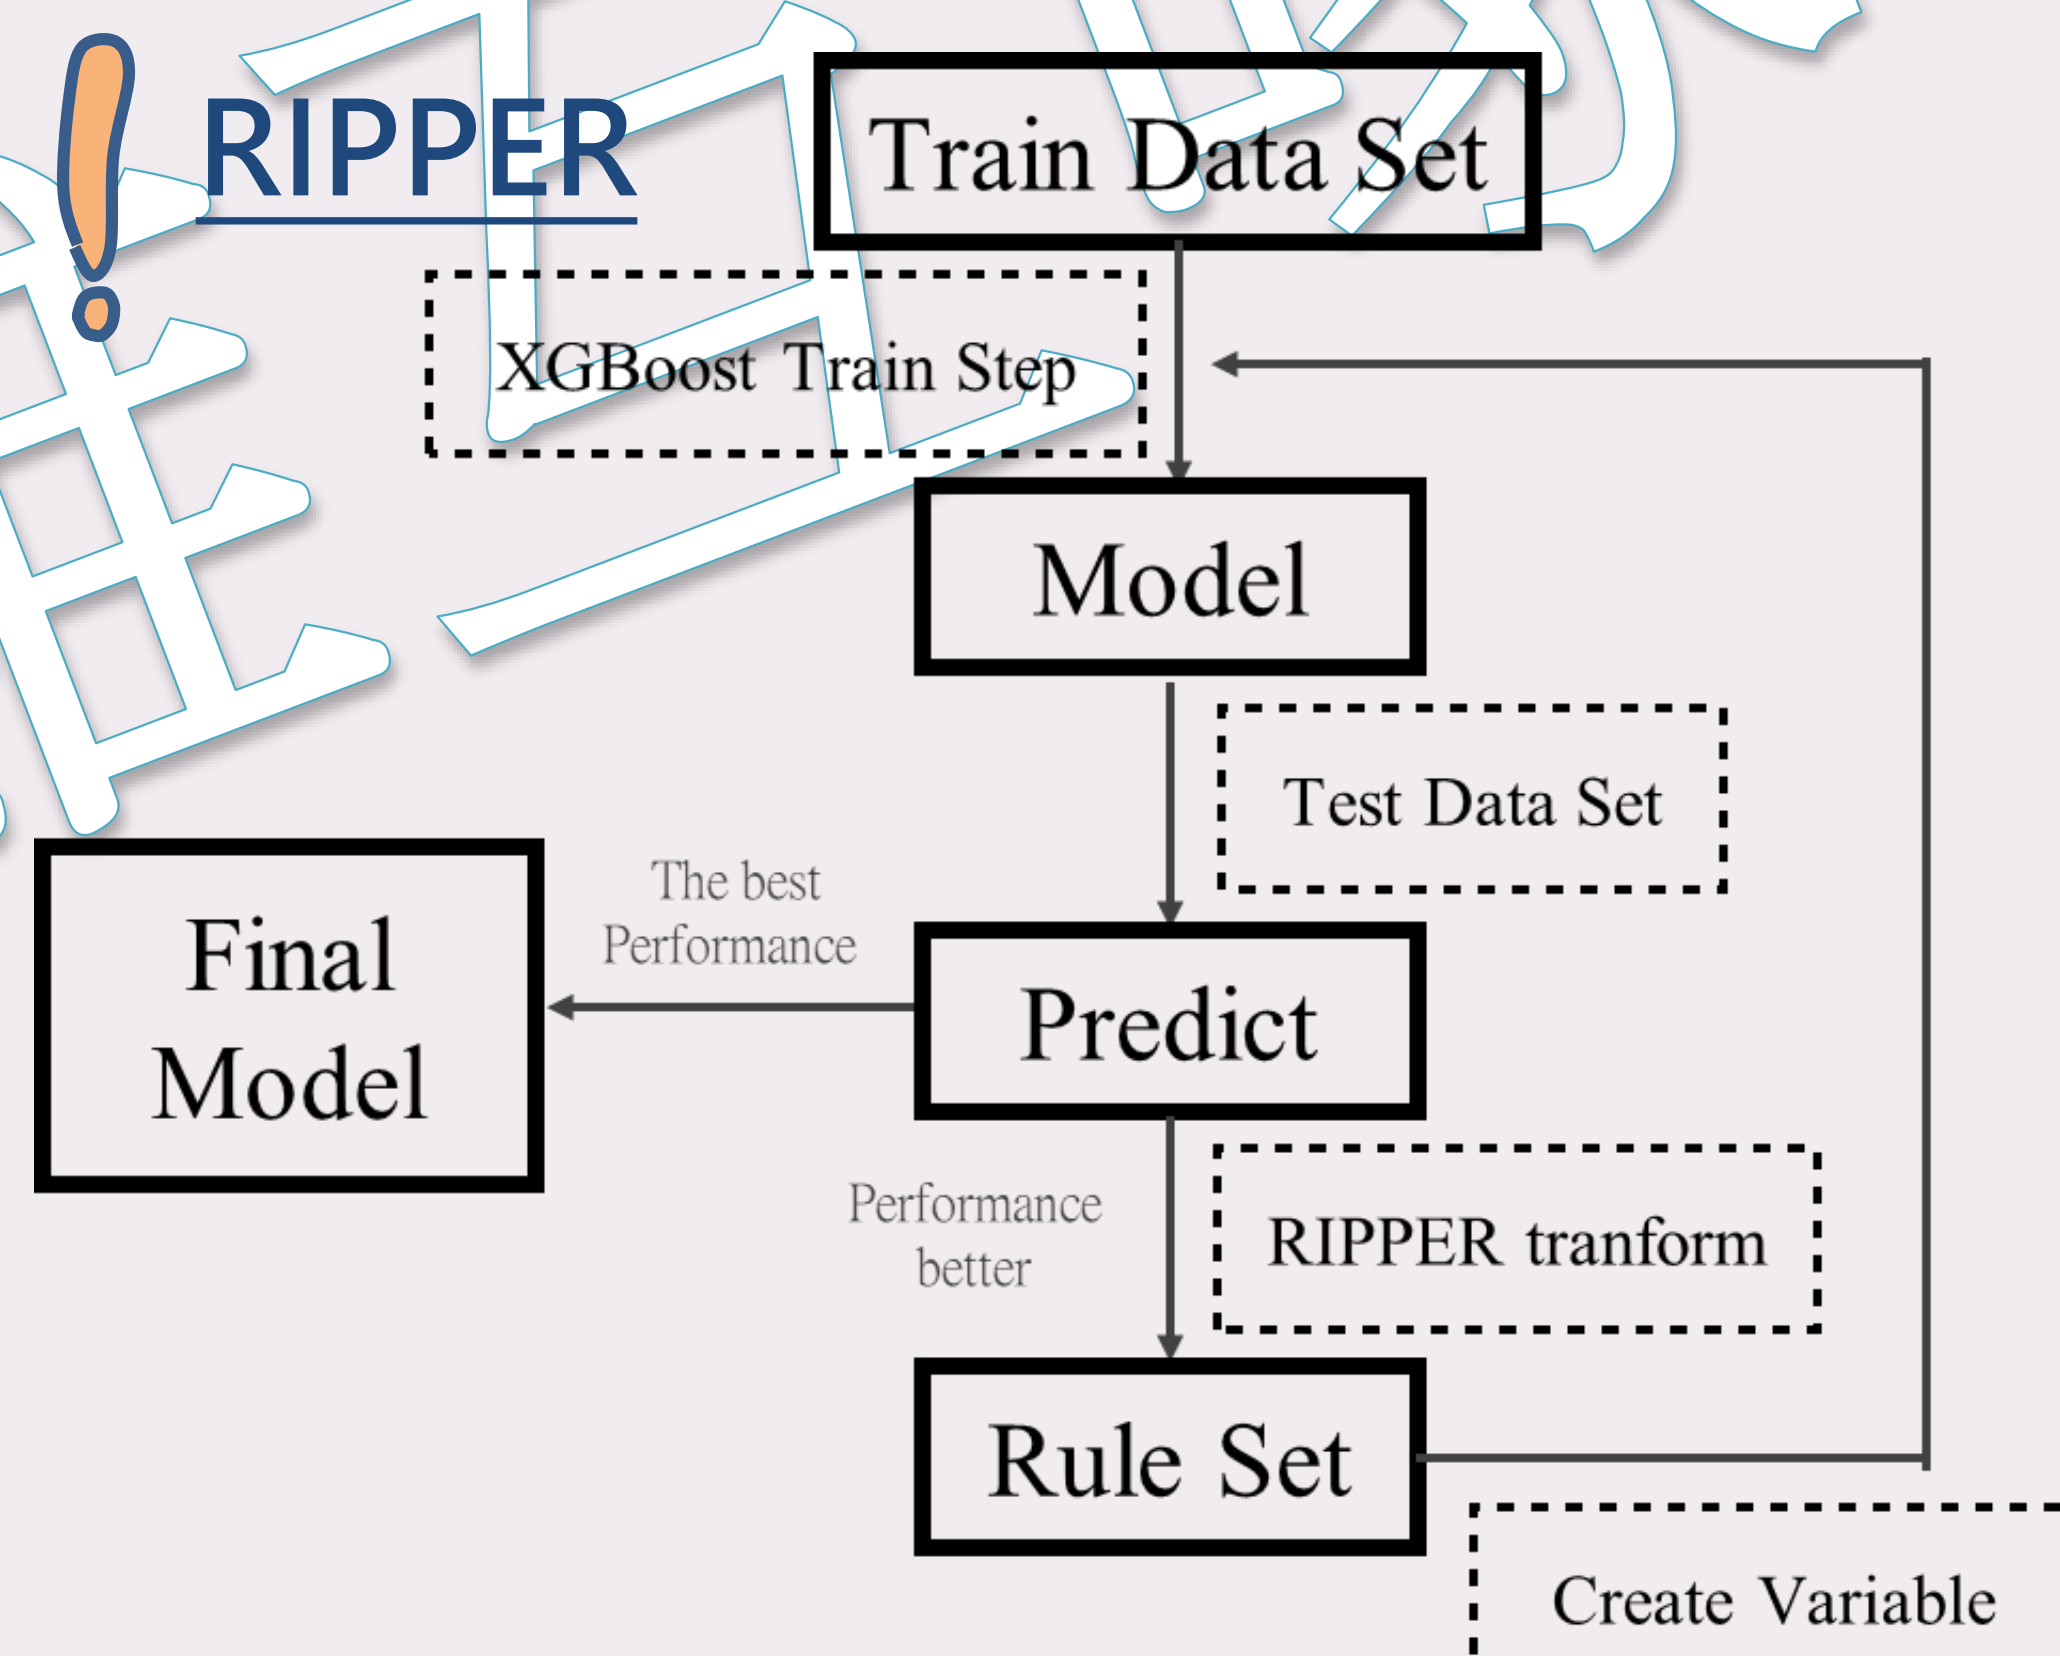 RIPPER
Train Data Set
XGBoost Train Step
Model
Test Data Set
The best
Performance
Final
Model
Predict
Performance
better
RIPPER tranform
Rule Set
Create Variable